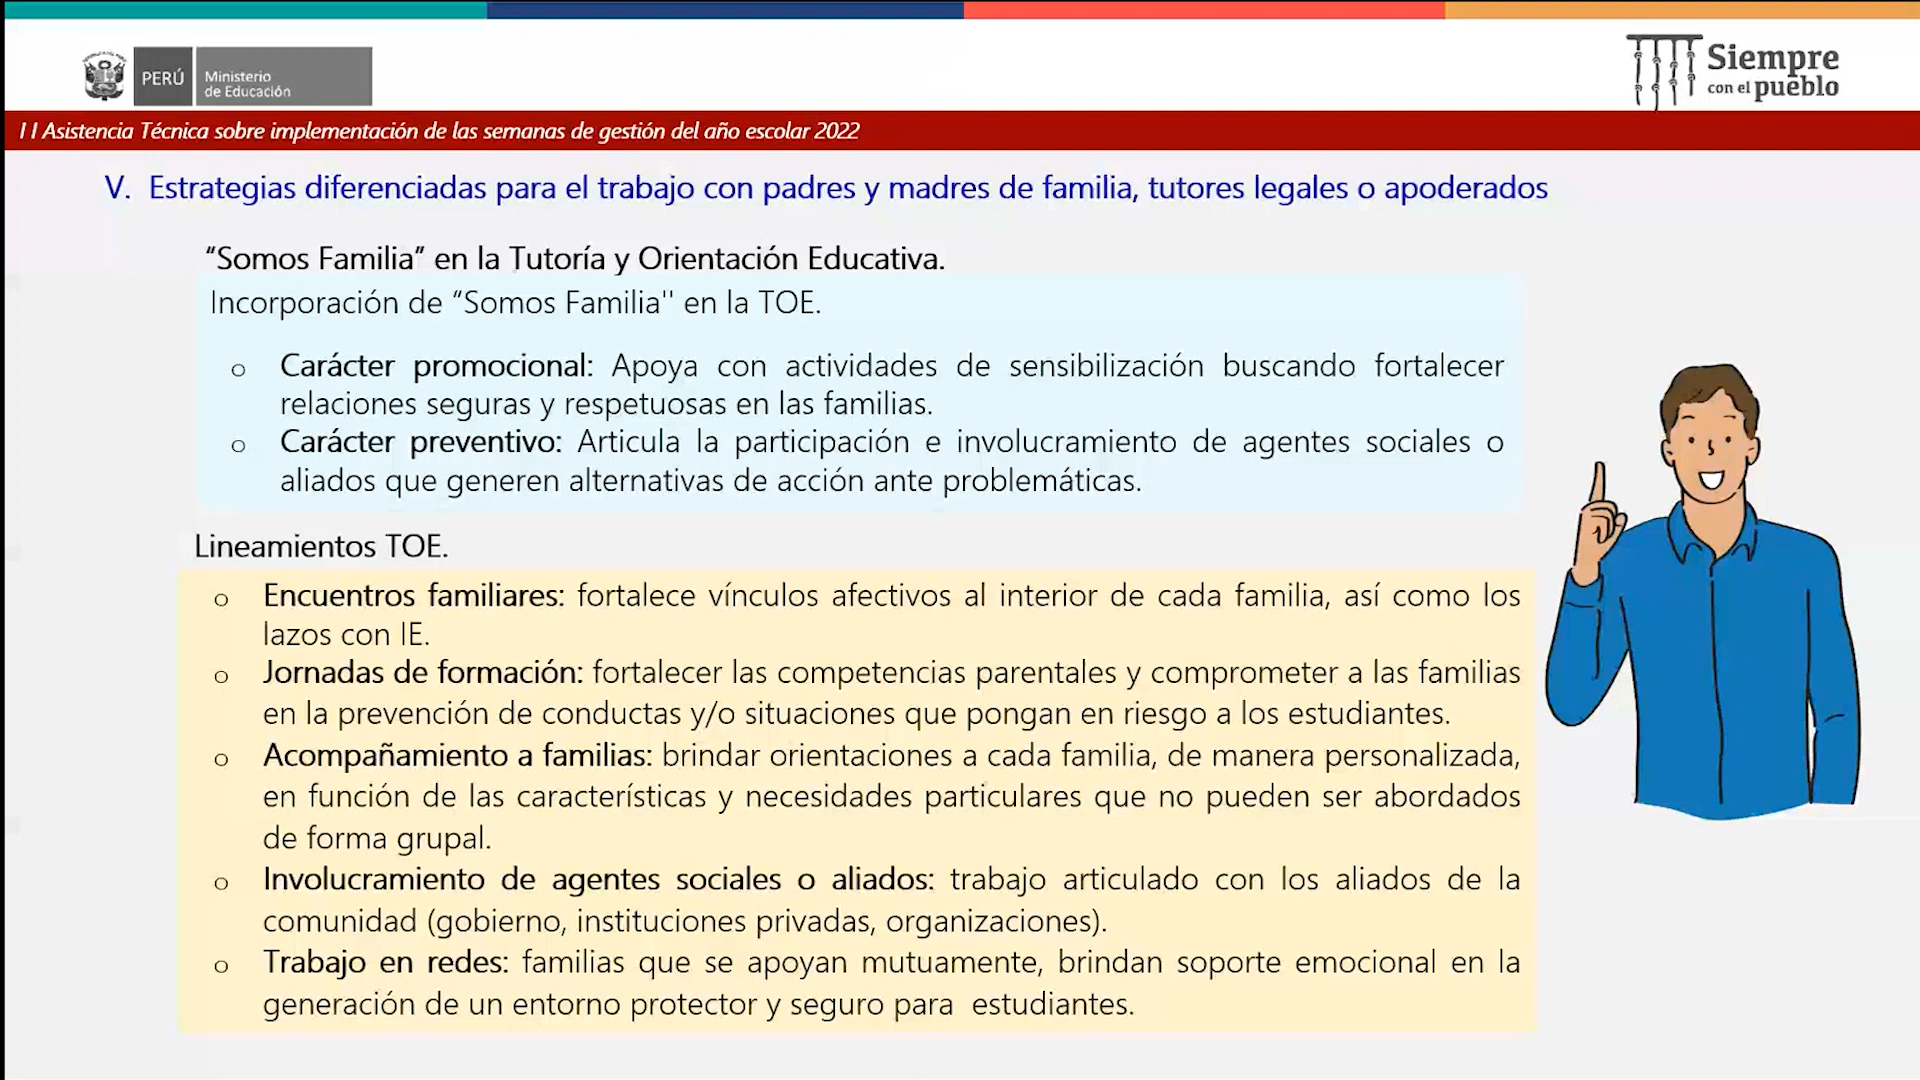 PERÚ
Ministerio
de Educación
Siempre
con el pueblo
I I Asistencia Técnica sobre implementación de las semanas de gestión del año escolar 2022
V. Estrategias diferenciadas para el trabajo con padres y madres de familia, tutores legales o apoderados
“Somos Familia” en la Tutoría y Orientación Educativa.
Incorporación de “Somos Familia'' en la TOE.
o Carácter promocional: Apoya con actividades de sensibilización buscando fortalecer
relaciones seguras y respetuosas en las familias.
o Carácter preventivo: Articula la participación e involucramiento de agentes sociales o
aliados que generen alternativas de acción ante problemáticas.
Lineamientos TOE.
o Encuentros familiares: fortalece vínculos afectivos al interior de cada familia, así como los
lazos con IE.
o Jornadas de formación: fortalecer las competencias parentales y comprometer a las familias
en la prevención de conductas y/o situaciones que pongan en riesgo a los estudiantes.
o Acompañamiento a familias: brindar orientaciones a cada familia, de manera personalizada,
en función de las características y necesidades particulares que no pueden ser abordados
de forma grupal.
o Involucramiento de agentes sociales o aliados: trabajo articulado con los aliados de la
comunidad (gobierno, instituciones privadas, organizaciones).
o Trabajo en redes: familias que se apoyan mutuamente, brindan soporte emocional en la
generación de un entorno protector y seguro para estudiantes.